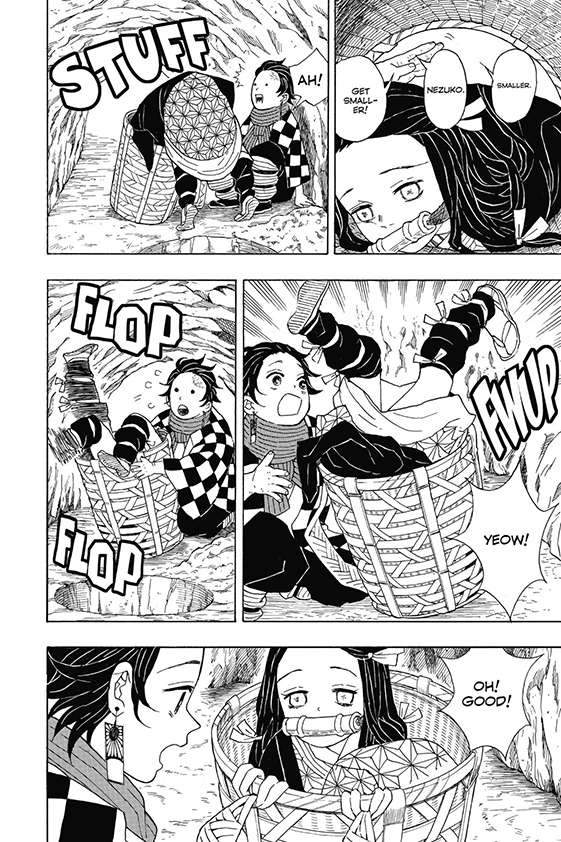 SMALLER.
NEZUKO.
GET
SMALL-
ER!
AH!
STUFF
YEOW!
FWUP
FLOP
FLOP
OH!
GOOD!